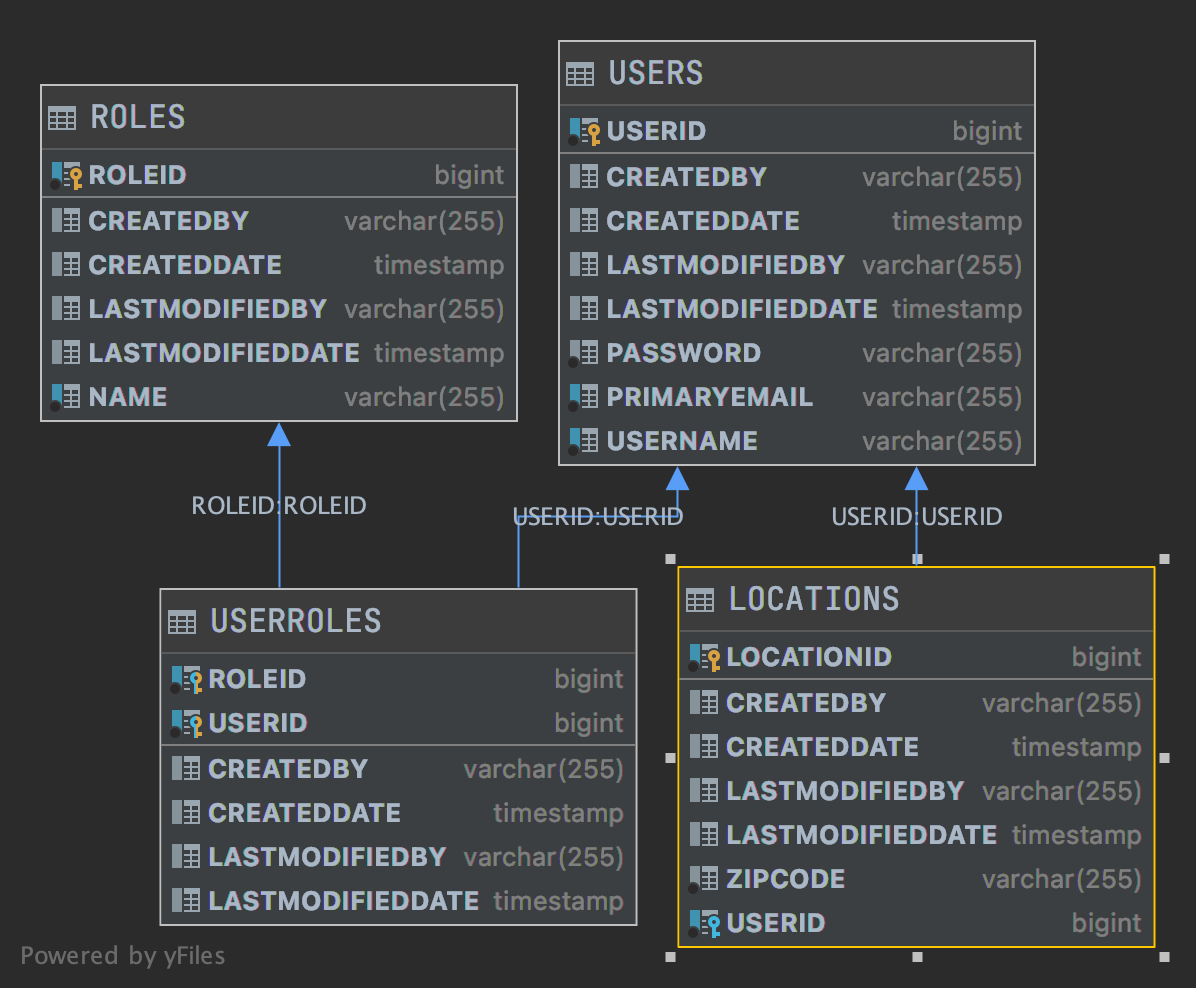 ROLES
ROLEID bigint
CREATEDBY varchar(255)
CREATEDDATE timestamp
LASTMODIFIEDBY varchar(255)
LASTMODIFIEDDATE timestamp
NAME varchar(255)
USERS
USERID bigint
CREATEDBY varchar(255)
CREATEDDATE timestamp
LASTMODIFIEDBY varchar(255)
LASTMODIFIEDDATE timestamp
PASSWORD varchar(255)
PRIMARYEMAIL varchar(255)
USERNAME varchar(255)
ROLEID:ROLEID
USERID:USERID
USERID:USERID
USERROLES
ROLEID bigint
USERID bigint
CREATEDBY varchar(255)
CREATEDDATE timestamp
LASTMODIFIEDBY varchar(255)
LASTMODIFIEDDATE timestamp
LOCATIONS
LOCATIONID bigint
CREATEDBY varchar(255)
CREATEDDATE timestamp
LASTMODIFIEDBY varchar(255)
LASTMODIFIEDDATE timestamp
ZIPCODE varchar(255)
USERID bigint
Powered by yFiles